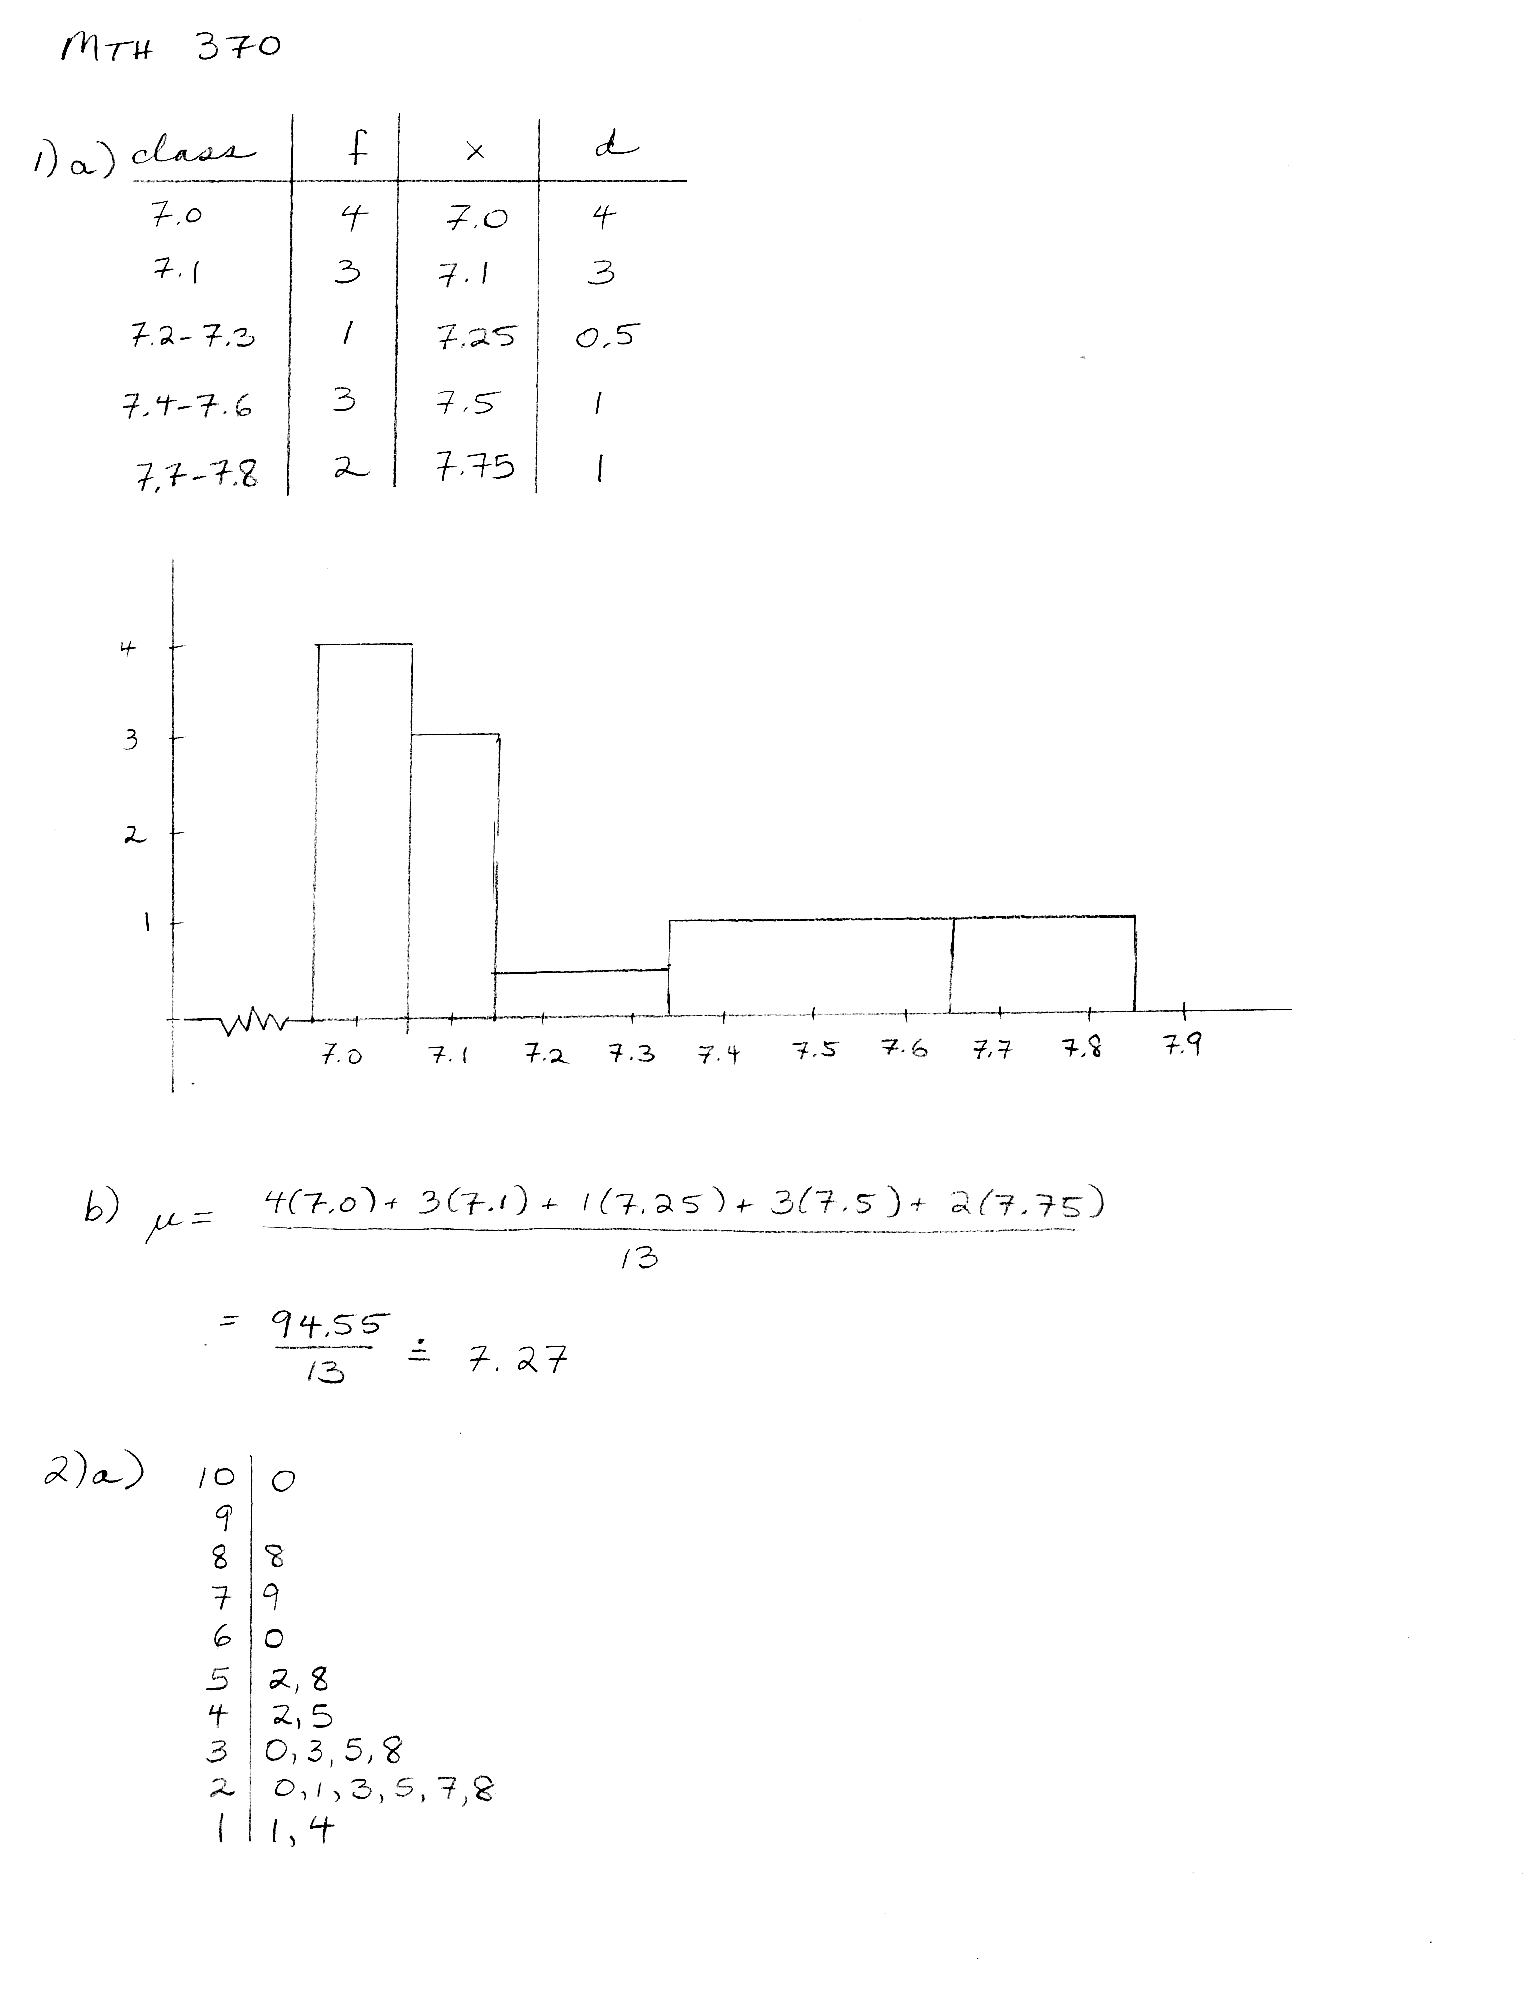 MTH 370
1) a) class f x d
7.0 4 7.0 4
7.1 3 7.1 3
7.2-7.3 1 7.25 0.5
7.4-7.6 3 7.5 1
7.7-7.8 2 7.75 1
4
3
2
1
7.0 7.1 7.2 7.3 7.4 7.5 7.6 7.7 7.8 7.9
b) μ = 4(7.0) + 3(7.1) + 1(7.25) + 3(7.5) + 2(7.75)
13
= 94.55
13
≐ 7.27
2) a) 10 | 0
9 |
8 | 8
7 | 9
6 | 0
5 | 2, 8
4 | 2, 5
3 | 0, 3, 5, 8
2 | 0, 1, 3, 5, 7, 8
1 | 1, 4